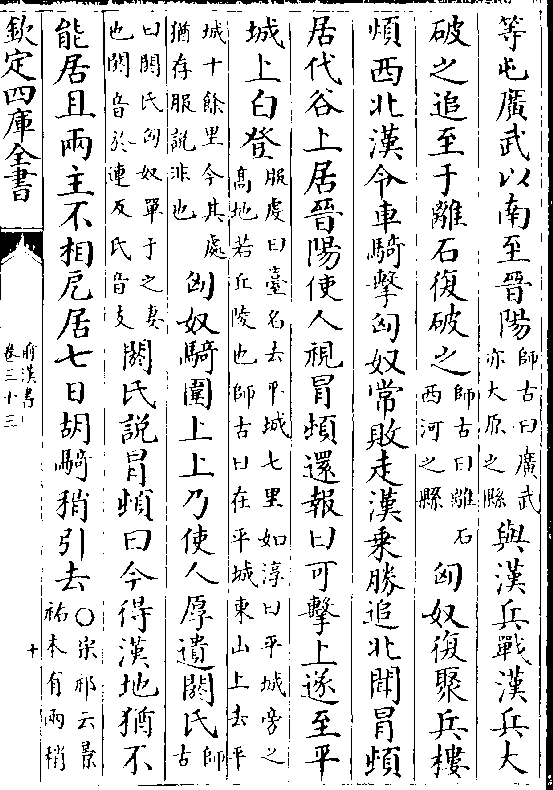 等屯廣武以南至晉陽師古曰廣武亦太原之縣與漢兵戰漢兵大
破之追至于離石復破之師古曰離石西河之縣匈奴復聚兵樓
煩西北漢令車騎擊匈奴常敗走漢乘勝追北聞冒頓
居代谷上居晉陽使人視冒頓還報曰可擊上遂至平
城上白登服虔曰臺名去平城七里如淳曰平城旁之高地若丘陵也師古曰在平城東山上去平
城十餘里今其處猶存服說非也匈奴騎圍上上乃使人厚遺閼氏師古
曰閼氏匈奴單于之妻也閼音於連反氏音支閼氏說冒頓曰今得漢地猶不
能居且兩主不相戹居七日胡騎稍引去○宋祁云景祐本有兩稍
欽定四庫全書
前漢書
卷三十三
十